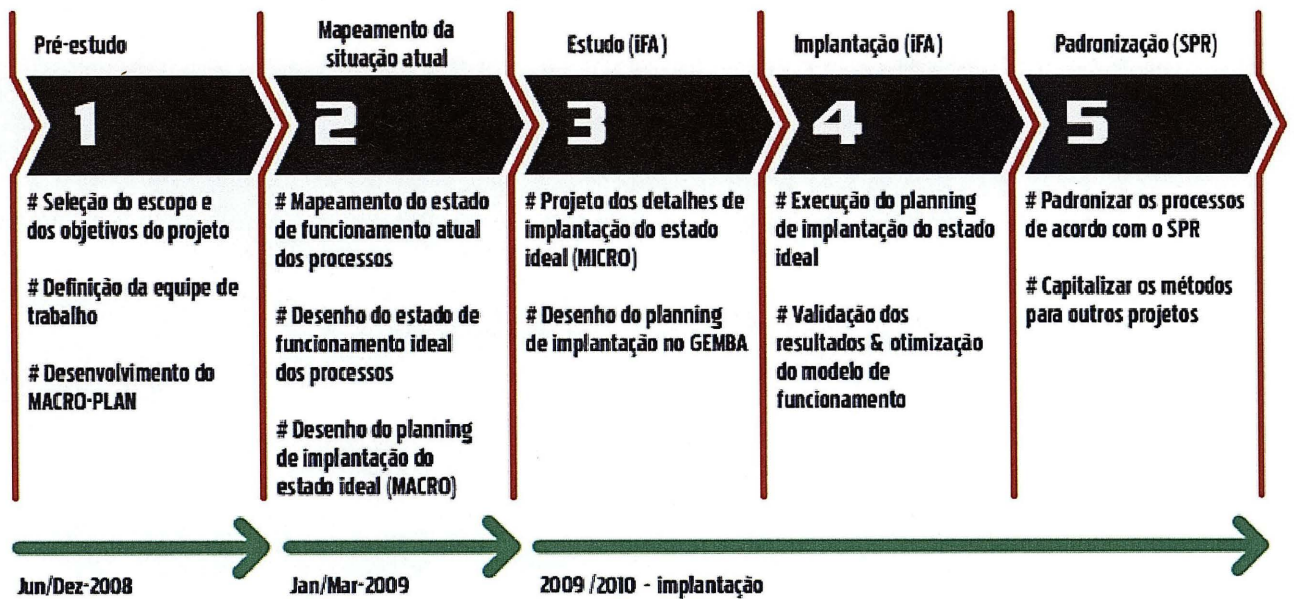 Pré-estudo
1
# Seleção do escopo e
dos objetivos do projeto
# Definição da equipe de
trabalho
# Desenvolvimento do
MACRO-PLAN
Mapeamento da
situação atual
2
# Mapeamento do estado
de funcionamento atual
dos processos
# Desenho do estado de
funcionamento ideal
dos processos
# Desenho do planning
de implantação do
estado ideal (MACRO)
Estudo (iFA)
3
# Projeto dos detalhes de
implantação do estado
ideal (MICRO)
# Desenho do planning
de implantação no GEMBA
Implantação (iFA)
4
# Execução do planning
de implantação do estado
ideal
# Validação dos
resultados & otimização
do modelo de
funcionamento
Padronização (SPR)
5
# Padronizar os processos
de acordo com o SPR
# Capitalizar os métodos
para outros projetos
Jun/Dez-2008
Jan/Mar-2009
2009 /2010 - implantação